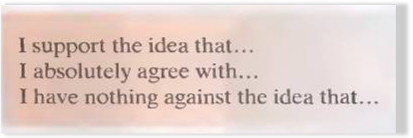 I support the idea that...
I absolutely agree with...
I have nothing against the idea that...